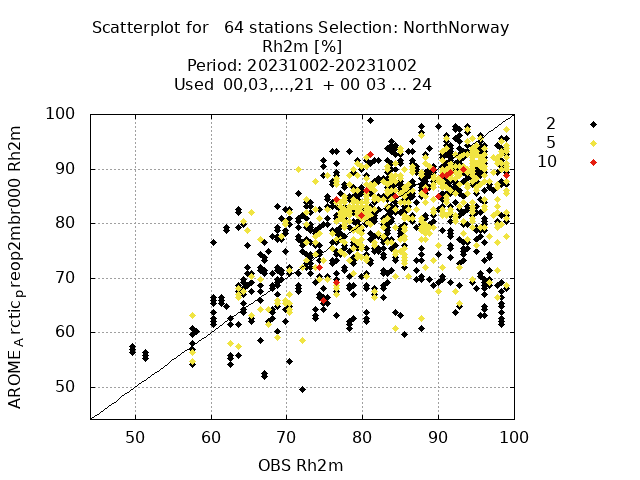 Scatterplot for   64 stations Selection: NorthNorway
Rh2m [%]
Period: 20231002-20231002
Used  00,03,...,21  + 00 03 ... 24
AROME_Arctic_preop2mbr000 Rh2m
100
90
80
70
60
50
50 60 70 80 90 100
OBS Rh2m
2
5
10